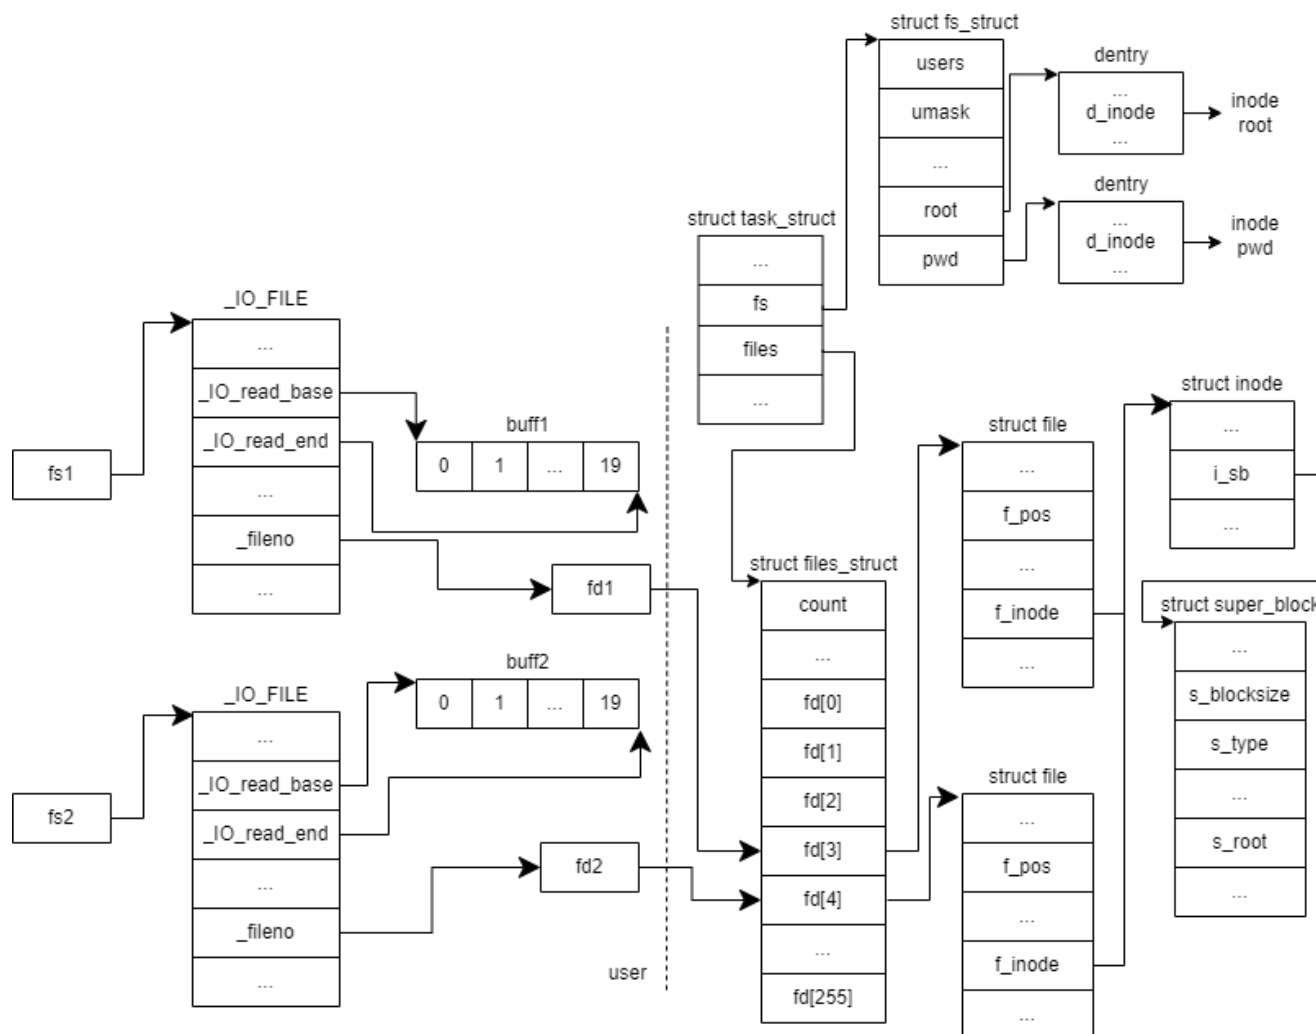 struct fs_struct
users
umask
...
root
pwd
dentry
...
d_inode
...
inode
root
dentry
...
d_inode
...
inode
pwd
struct task_struct
...
fs
files
...
_IO_FILE
...
_IO_read_base
_IO_read_end
...
_fileno
...
fs1
buff1
0 1 ... 19
fd1
_IO_FILE
...
_IO_read_base
_IO_read_end
...
_fileno
...
fs2
buff2
0 1 ... 19
fd2
user
struct files_struct
count
...
fd[0]
fd[1]
fd[2]
fd[3]
fd[4]
...
fd[255]
struct file
...
f_pos
...
f_inode
...
struct file
...
f_pos
...
f_inode
...
struct inode
...
i_sb
...
struct super_block
...
s_blocksize
s_type
...
s_root
...